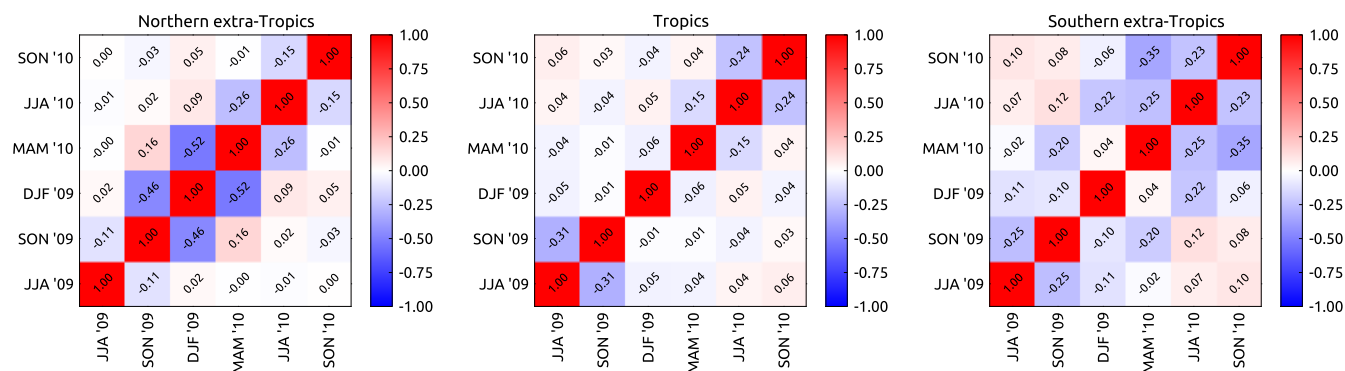 Northern extra-Tropics
SON '10 0.00 -0.03 0.05 -0.01 -0.15 1.00
JJA '10 -0.01 0.02 0.09 -0.26 1.00 -0.15
MAM '10 -0.00 0.16 -0.52 1.00 -0.26 -0.01
DJF '09 0.02 -0.46 1.00 -0.52 0.09 0.05
SON '09 -0.11 1.00 -0.46 0.16 0.02 -0.03
JJA '09 1.00 -0.11 0.02 -0.00 -0.01 0.00
JJA '09 SON '09 DJF '09 MAM '10 JJA '10 SON '10
1.00
0.75
0.50
0.25
0.00
-0.25
-0.50
-0.75
-1.00
Tropics
SON '10 0.06 0.03 -0.04 0.04 -0.24 1.00
JJA '10 0.04 -0.04 0.05 -0.15 1.00 -0.24
MAM '10 -0.04 -0.01 -0.06 1.00 -0.15 0.04
DJF '09 -0.05 -0.01 1.00 -0.06 0.05 -0.04
SON '09 -0.31 1.00 -0.01 -0.01 -0.04 0.03
JJA '09 1.00 -0.31 -0.05 -0.04 0.04 0.06
JJA '09 SON '09 DJF '09 MAM '10 JJA '10 SON '10
1.00
0.75
0.50
0.25
0.00
-0.25
-0.50
-0.75
-1.00
Southern extra-Tropics
SON '10 0.10 0.08 -0.06 -0.35 -0.23 1.00
JJA '10 0.07 0.12 -0.22 -0.25 1.00 -0.23
MAM '10 -0.02 -0.20 0.04 1.00 -0.25 -0.35
DJF '09 -0.11 -0.10 1.00 0.04 -0.22 -0.06
SON '09 -0.25 1.00 -0.10 -0.20 0.12 0.08
JJA '09 1.00 -0.25 -0.11 -0.02 0.07 0.10
JJA '09 SON '09 DJF '09 MAM '10 JJA '10 SON '10
1.00
0.75
0.50
0.25
0.00
-0.25
-0.50
-0.75
-1.00